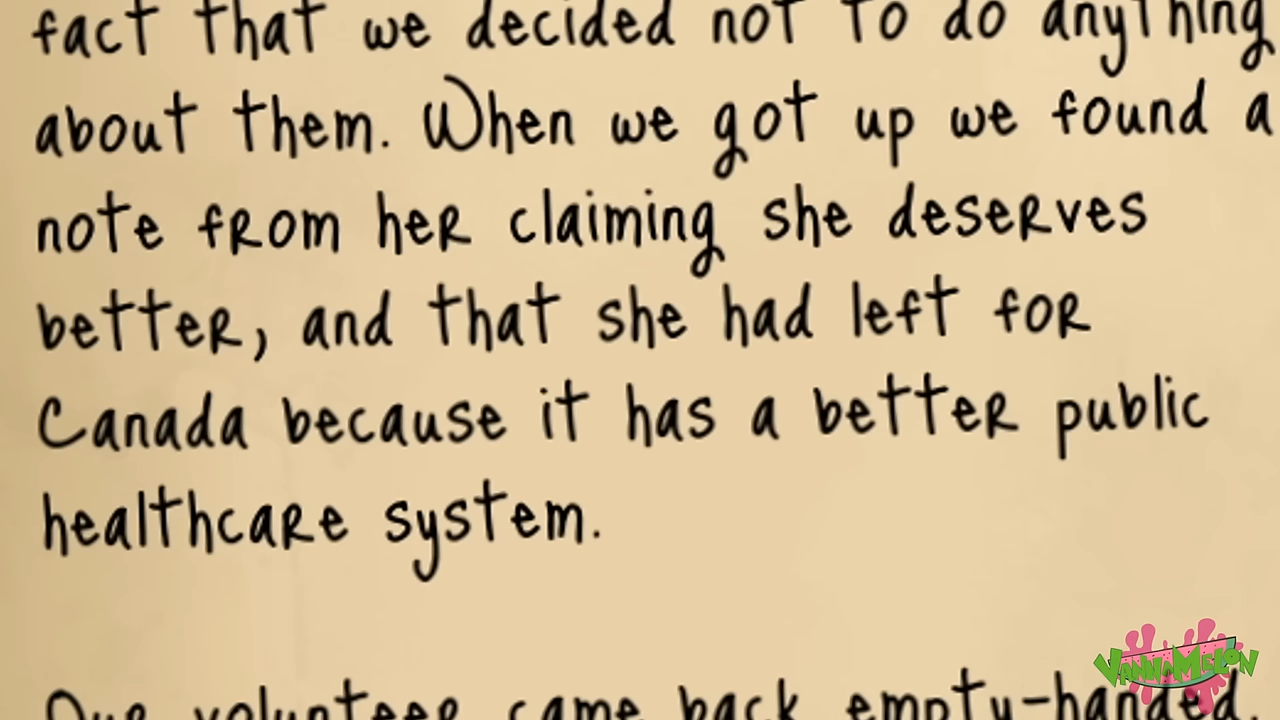 fact that we decided not to do anything
about them. When we got up we found a
note from her claiming she deserves
better, and that she had left for
Canada because it has a better public
healthcare system.
Our volunteer came back empty-handed.
VANNAMELON